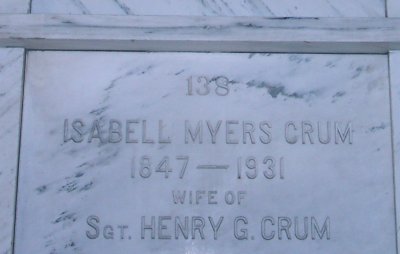 138
ISABELL MYERS CRUM
1847 — 1931
WIFE OF
SGT. HENRY G. CRUM